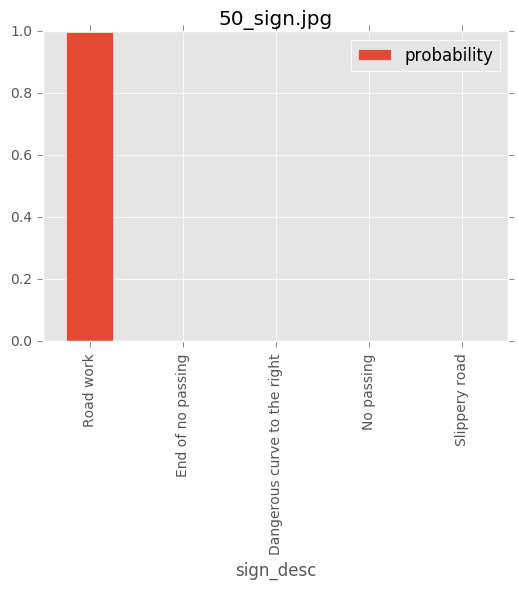 50_sign.jpg
probability
1.0
0.8
0.6
0.4
0.2
0.0
Road work
End of no passing
Dangerous curve to the right
No passing
Slippery road
sign_desc